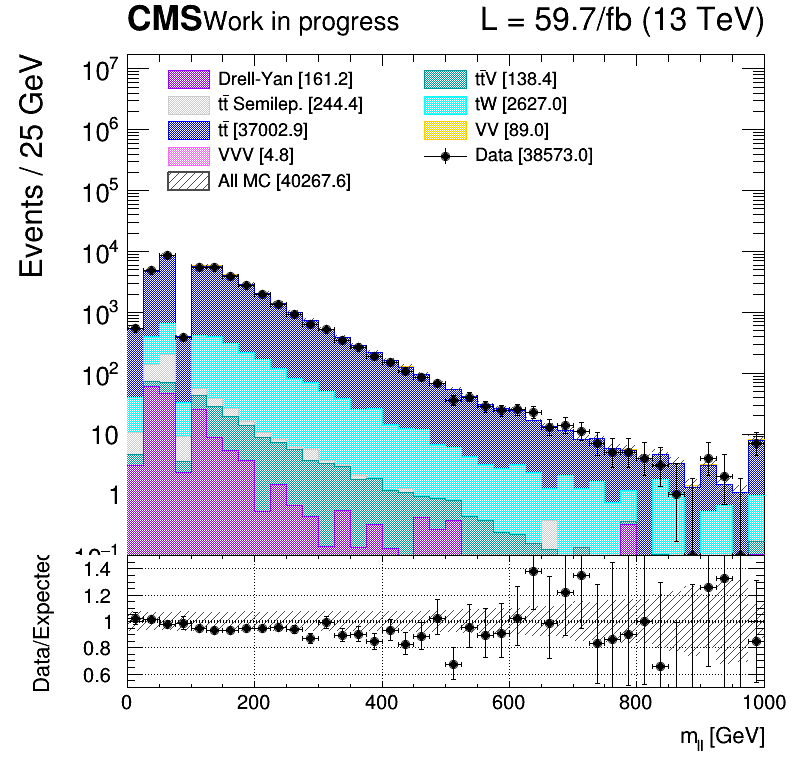 CMS Work in progress L = 59.7/fb (13 TeV)
Events / 25 GeV
10⁷
10⁶
10⁵
10⁴
10³
10²
10
1
10⁻¹
Drell-Yan [161.2]
tt̄ Semilep. [244.4]
tt̄ [37002.9]
VVV [4.8]
All MC [40267.6]
tt̄V [138.4]
tW [2627.0]
VV [89.0]
Data [38573.0]
Data/Expected
1.4
1.2
1
0.8
0.6
0 200 400 600 800 1000
m_ll [GeV]